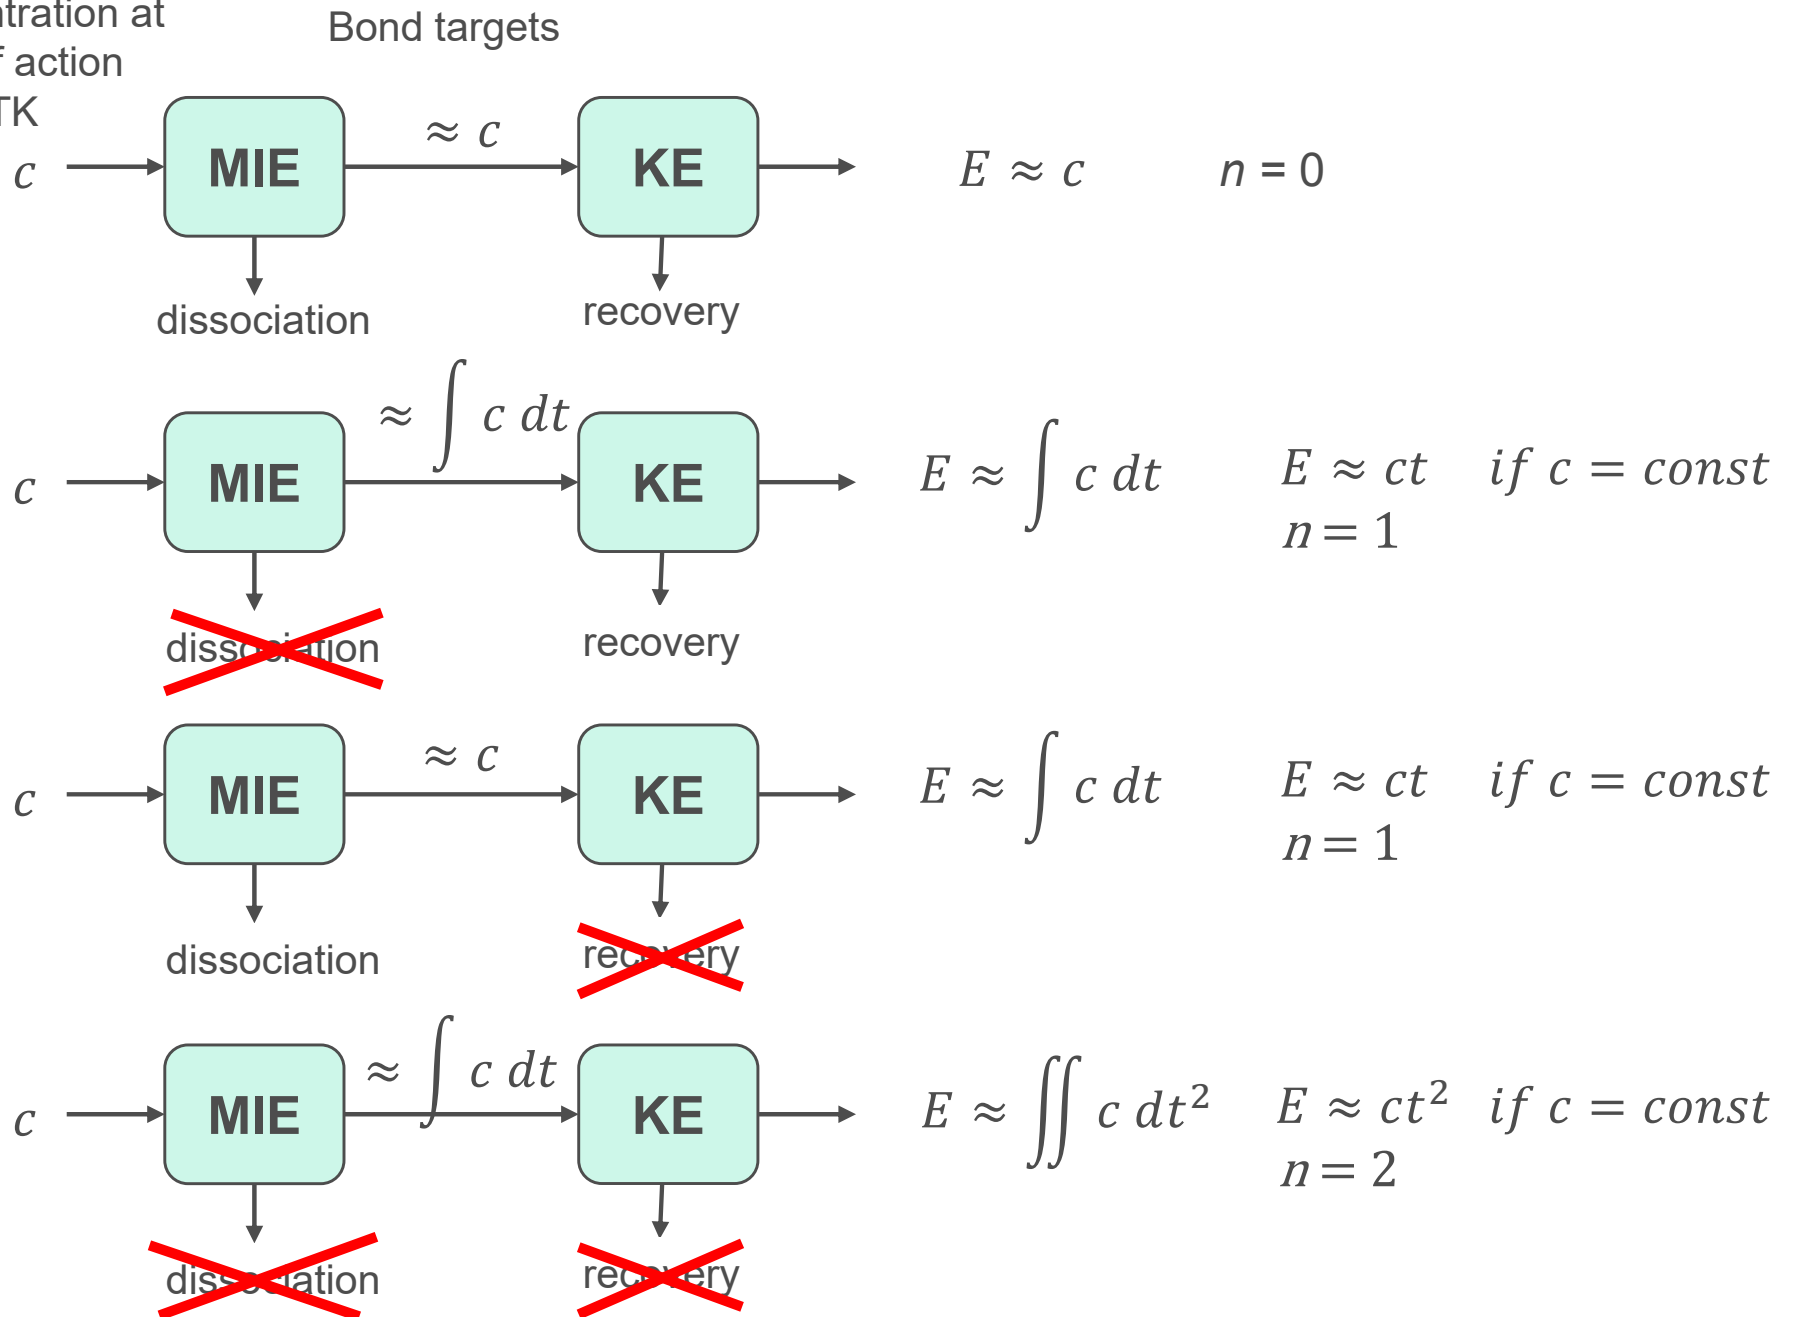 Bond targets
action
TK
c
MIE
≈ c
KE
E ≈ c
n = 0
dissociation
recovery
c
MIE
≈ ∫ c dt
KE
E ≈ ∫ c dt
E ≈ ct if c = const
n = 1
dissociation
recovery
c
MIE
≈ c
KE
E ≈ ∫ c dt
E ≈ ct if c = const
n = 1
dissociation
recovery
c
MIE
≈ ∫ c dt
KE
E ≈ ∬ c dt²
E ≈ ct² if c = const
n = 2
dissociation
recovery